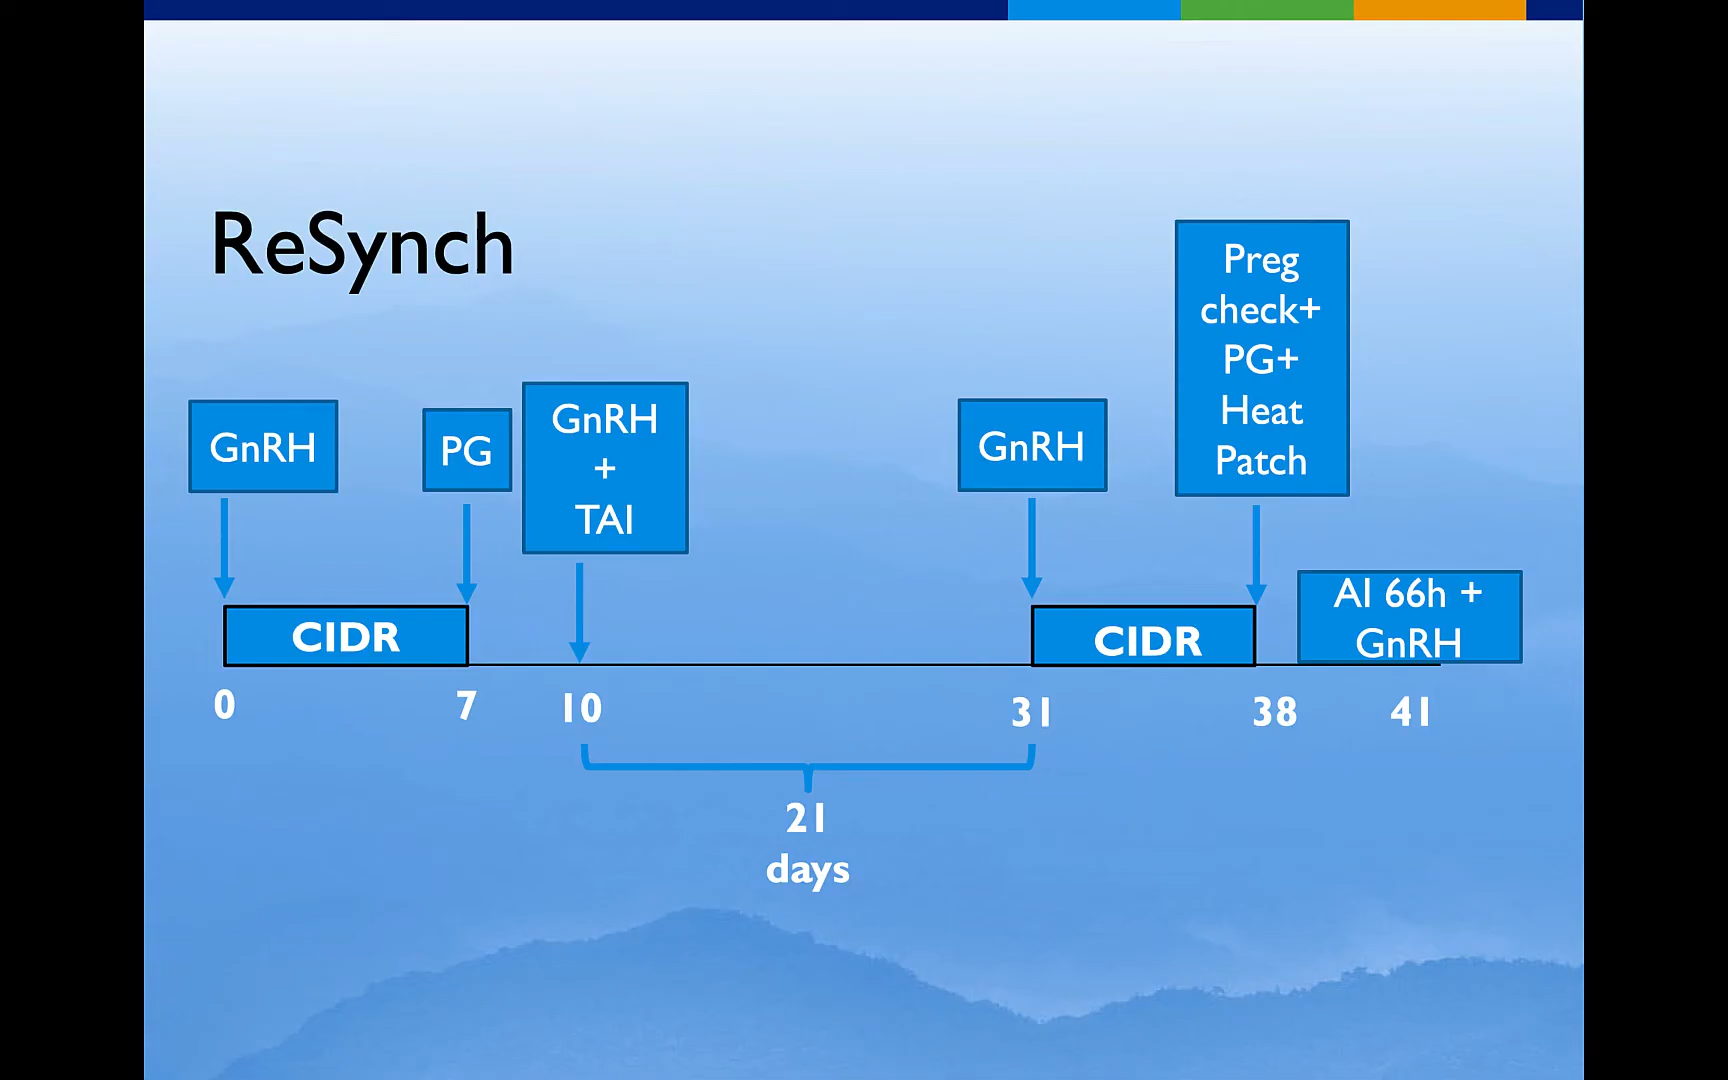 ReSynch
GnRH
PG
GnRH
+
TAI
GnRH
Preg
check+
PG+
Heat
Patch
CIDR
CIDR
AI 66h +
GnRH
0
7
10
31
38
41
21
days